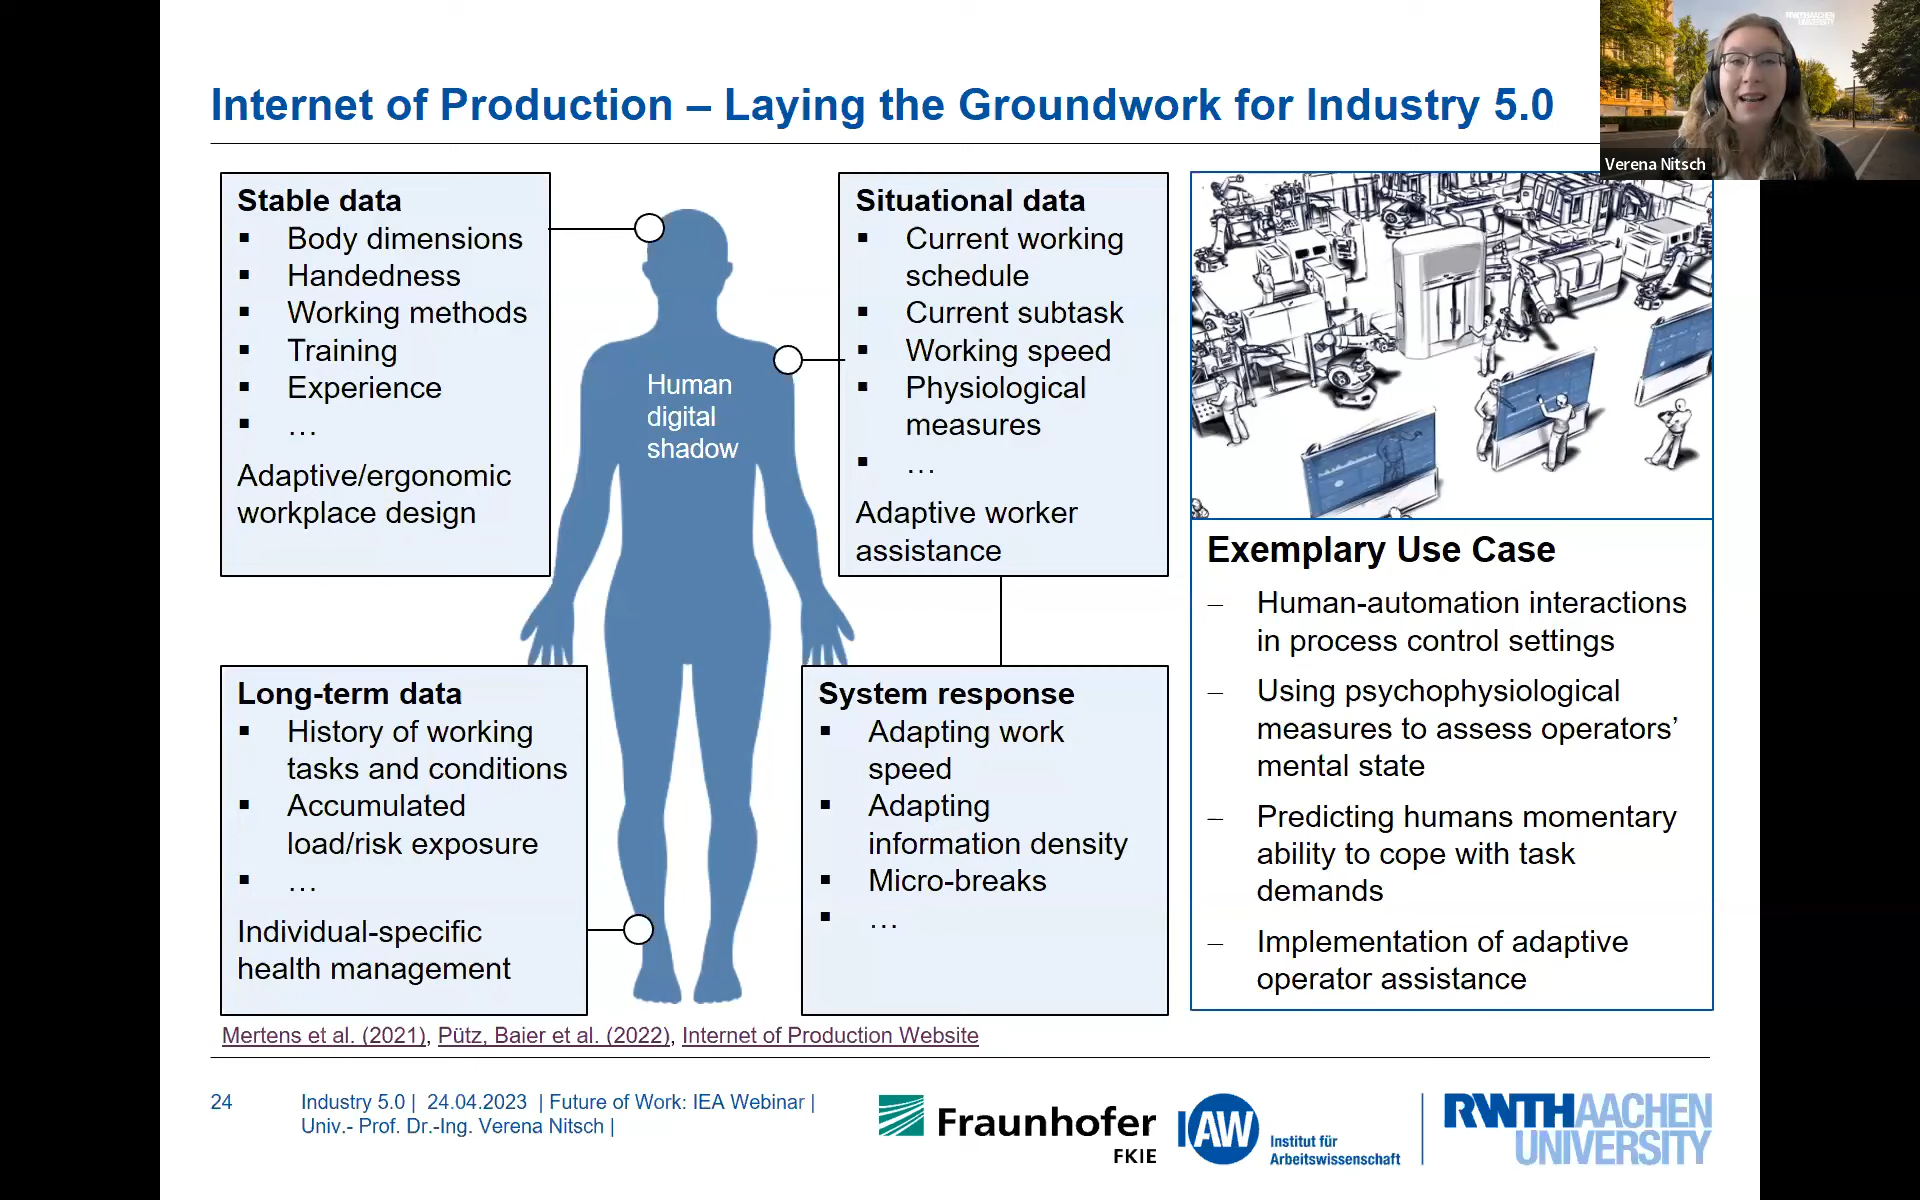 Internet of Production – Laying the Groundwork for Industry 5.0
RWTHAACHEN
UNIVERSITY
Verena Nitsch
Stable data
▪ Body dimensions
▪ Handedness
▪ Working methods
▪ Training
▪ Experience
▪ …
Adaptive/ergonomic
workplace design
Human
digital
shadow
Situational data
▪ Current working
schedule
▪ Current subtask
▪ Working speed
▪ Physiological
measures
▪ …
Adaptive worker
assistance
Long-term data
▪ History of working
tasks and conditions
▪ Accumulated
load/risk exposure
▪ …
Individual-specific
health management
System response
▪ Adapting work
speed
▪ Adapting
information density
▪ Micro-breaks
▪ …
Exemplary Use Case
– Human-automation interactions
in process control settings
– Using psychophysiological
measures to assess operators’
mental state
– Predicting humans momentary
ability to cope with task
demands
– Implementation of adaptive
operator assistance
Mertens et al. (2021), Pütz, Baier et al. (2022), Internet of Production Website
24
Industry 5.0 | 24.04.2023 | Future of Work: IEA Webinar |
Univ.- Prof. Dr.-Ing. Verena Nitsch |
Fraunhofer
FKIE
IAW
Institut für
Arbeitswissenschaft
RWTHAACHEN
UNIVERSITY